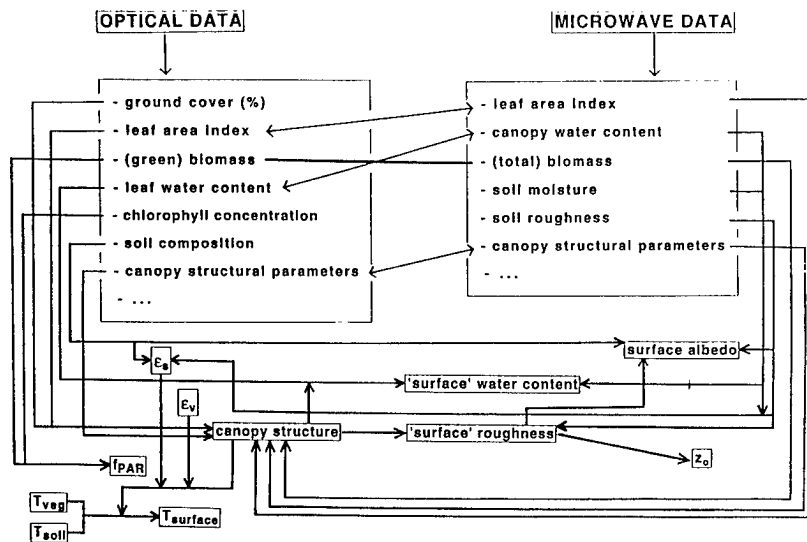 OPTICAL DATA
- ground cover (%)
- leaf area index
- (green) biomass
- leaf water content
- chlorophyll concentration
- soil composition
- canopy structural parameters
- ...
MICROWAVE DATA
- leaf area index
- canopy water content
- (total) biomass
- soil moisture
- soil roughness
- canopy structural parameters
- ...
surface albedo
εs
'surface' water content
εv
canopy structure
'surface' roughness
zo
fPAR
Tveg
Tsoil
Tsurface